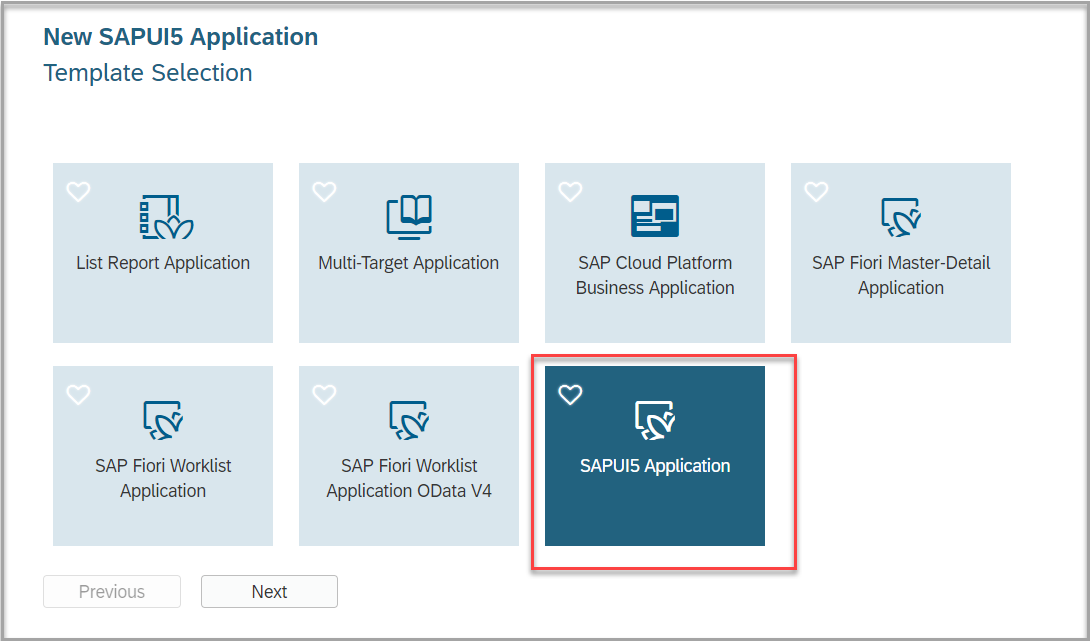 New SAPUI5 Application
Template Selection
List Report Application
Multi-Target Application
SAP Cloud Platform
Business Application
SAP Fiori Master-Detail
Application
SAP Fiori Worklist
Application
SAP Fiori Worklist
Application OData V4
SAPUI5 Application
Previous
Next